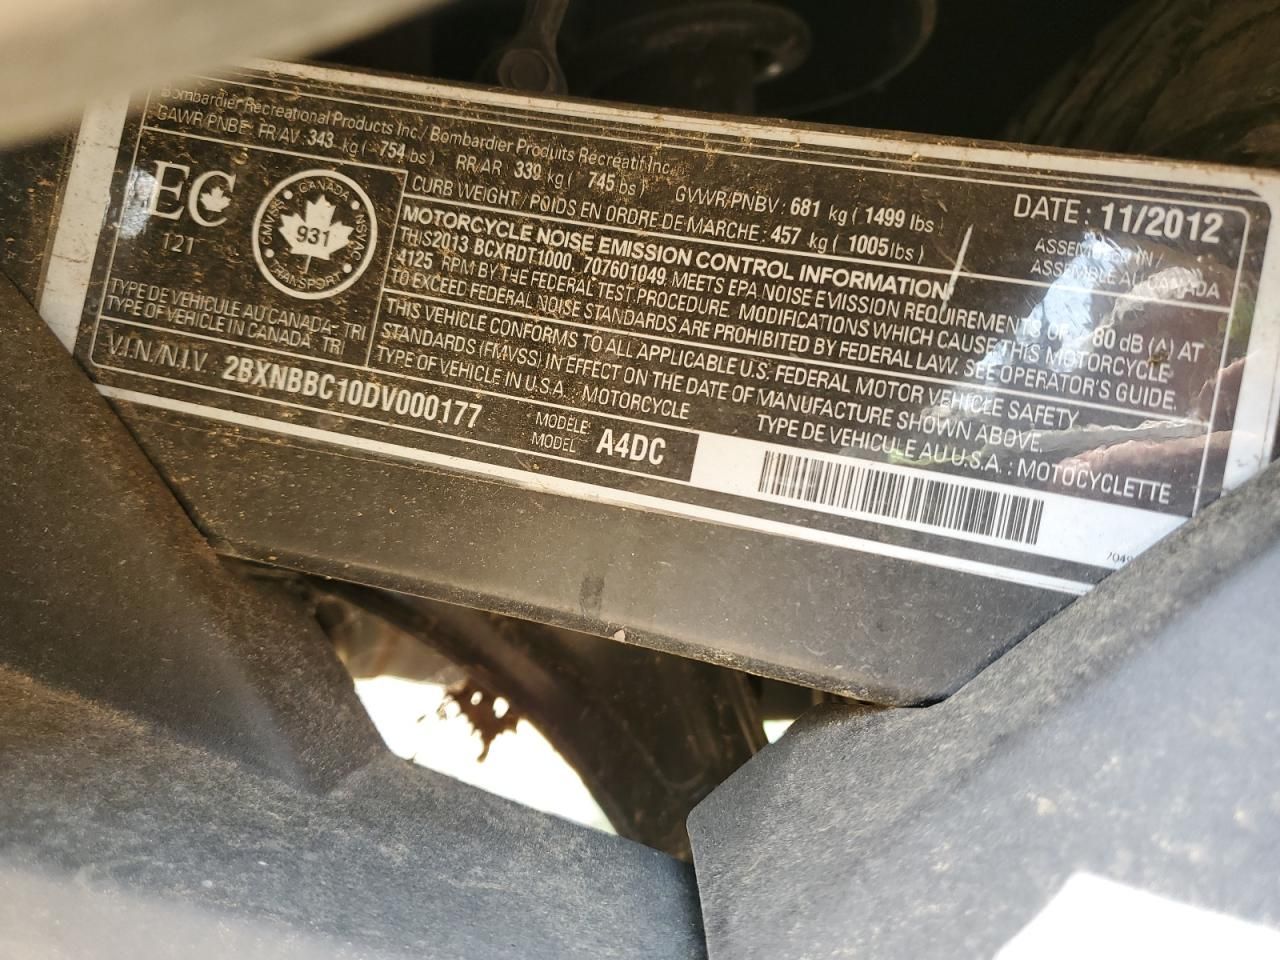 Bombardier Recreational Products Inc./ Bombardier Produits Récréatif Inc.
GAWR/PNBE: FR/AV: 343 kg ( 754 lbs) RR/AR: 339 kg ( 745 lbs) GVWR/PNBV: 681 kg ( 1499 lbs)
DATE: 11/2012
CURB WEIGHT / POIDS EN ORDRE DE MARCHE: 457 kg ( 1005 lbs )
ASSEMBLED IN /
ASSEMBLÉ AU CANADA
EC
121
CANADA
NSVAC
TRANSPORT
CMVSS
931
TYPE DE VEHICULE AU CANADA- TRI
TYPE OF VEHICLE IN CANADA- TRI
MOTORCYCLE NOISE EMISSION CONTROL INFORMATION
THIS 2013 BCXRDT1000, 707601049, MEETS EPA NOISE EMISSION REQUIREMENTS OF 80 dB (A) AT
4125 RPM BY THE FEDERAL TEST PROCEDURE. MODIFICATIONS WHICH CAUSE THIS MOTORCYCLE
TO EXCEED FEDERAL NOISE STANDARDS ARE PROHIBITED BY FEDERAL LAW. SEE OPERATOR'S GUIDE.
THIS VEHICLE CONFORMS TO ALL APPLICABLE U.S. FEDERAL MOTOR VEHICLE SAFETY
STANDARDS (FMVSS) IN EFFECT ON THE DATE OF MANUFACTURE SHOWN ABOVE.
TYPE OF VEHICLE IN U.S.A.: MOTORCYCLE TYPE DE VEHICULE AU U.S.A. : MOTOCYCLETTE
V.I.N./N.I.V. 2BXNBBC10DV000177
MODÈLE
MODEL
A4DC